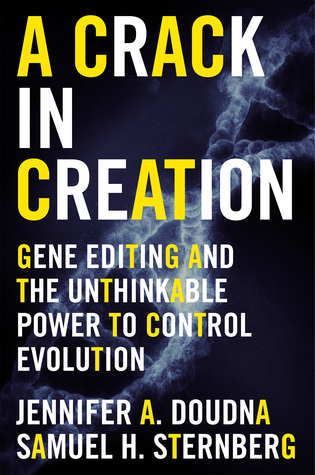 A CRACK
IN
CREATION
GENE EDITING AND
THE UNTHINKABLE
POWER TO CONTROL
EVOLUTION
JENNIFER A. DOUDNA
SAMUEL H. STERNBERG